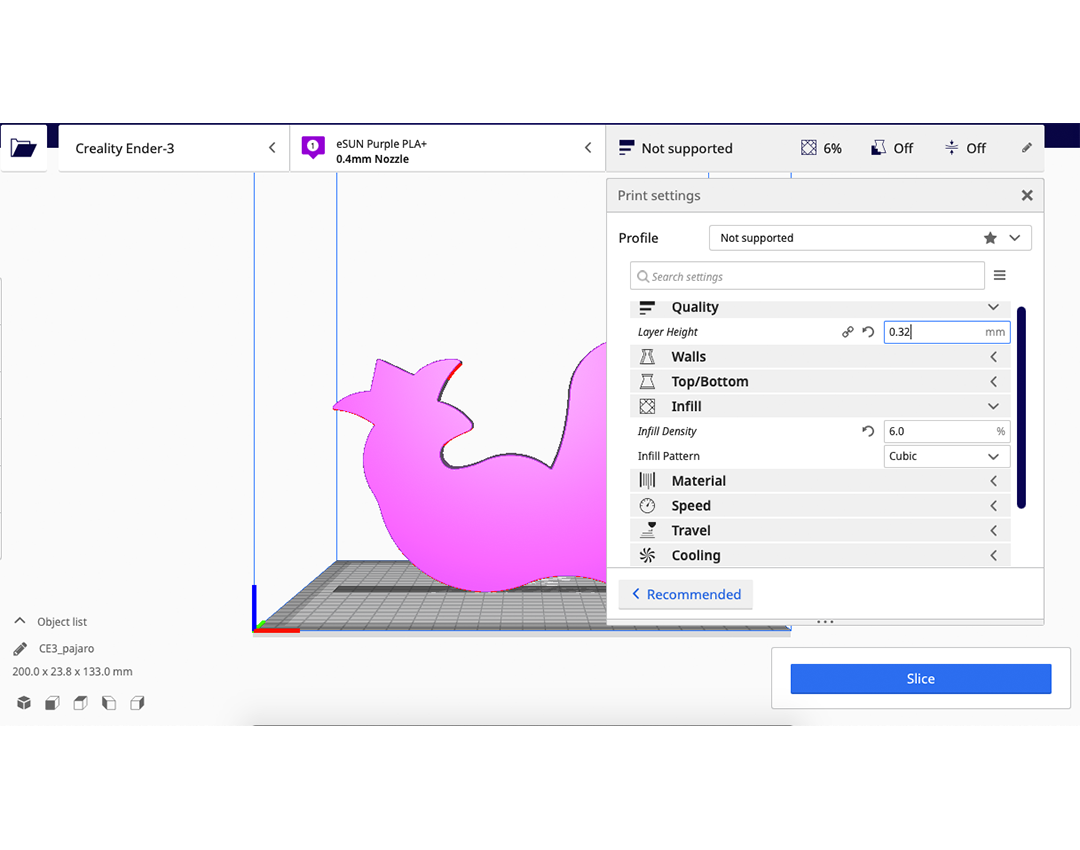 Creality Ender-3
1
eSUN Purple PLA+
0.4mm Nozzle
Not supported
6%
Off
Off
Print settings
Profile
Not supported
Search settings
Quality
Layer Height
0.32
mm
Walls
Top/Bottom
Infill
Infill Density
6.0
%
Infill Pattern
Cubic
Material
Speed
Travel
Cooling
Recommended
Object list
CE3_pajaro
200.0 x 23.8 x 133.0 mm
Slice